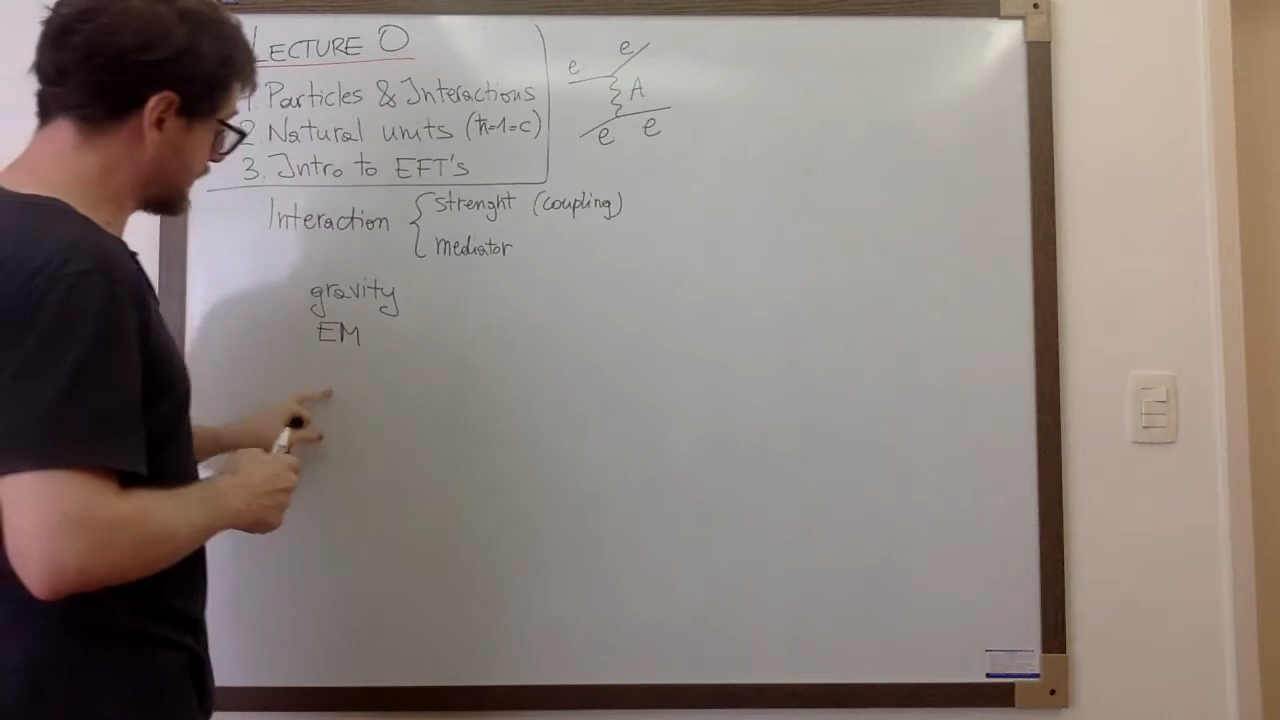 LECTURE 0
1 Particles & Interactions
2 Natural units (ħ=1=c)
3. Intro to EFT's
e
e
A
e
e
Interaction { strenght (coupling)
mediator
gravity
EM